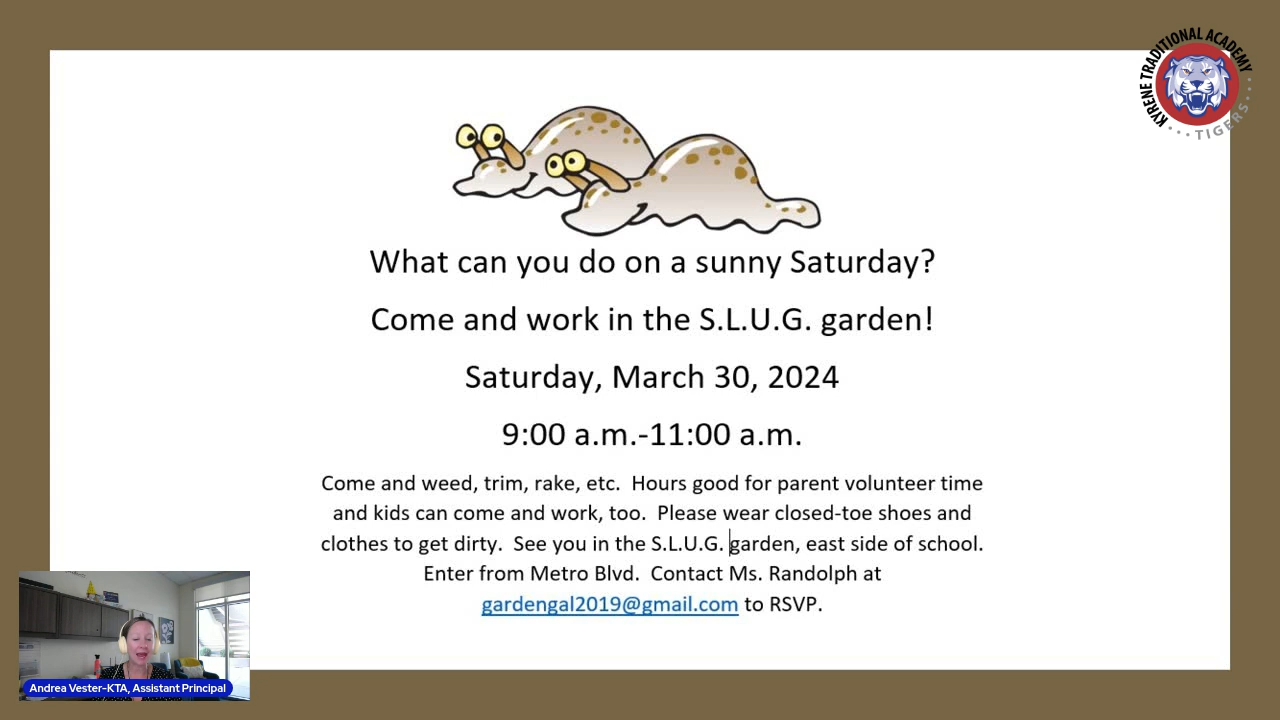 KYRENE TRADITIONAL ACADEMY
TIGERS
What can you do on a sunny Saturday?
Come and work in the S.L.U.G. garden!
Saturday, March 30, 2024
9:00 a.m.-11:00 a.m.
Come and weed, trim, rake, etc.  Hours good for parent volunteer time
and kids can come and work, too.  Please wear closed-toe shoes and
clothes to get dirty.  See you in the S.L.U.G. garden, east side of school.
Enter from Metro Blvd.  Contact Ms. Randolph at
gardengal2019@gmail.com to RSVP.
Andrea Vester-KTA, Assistant Principal